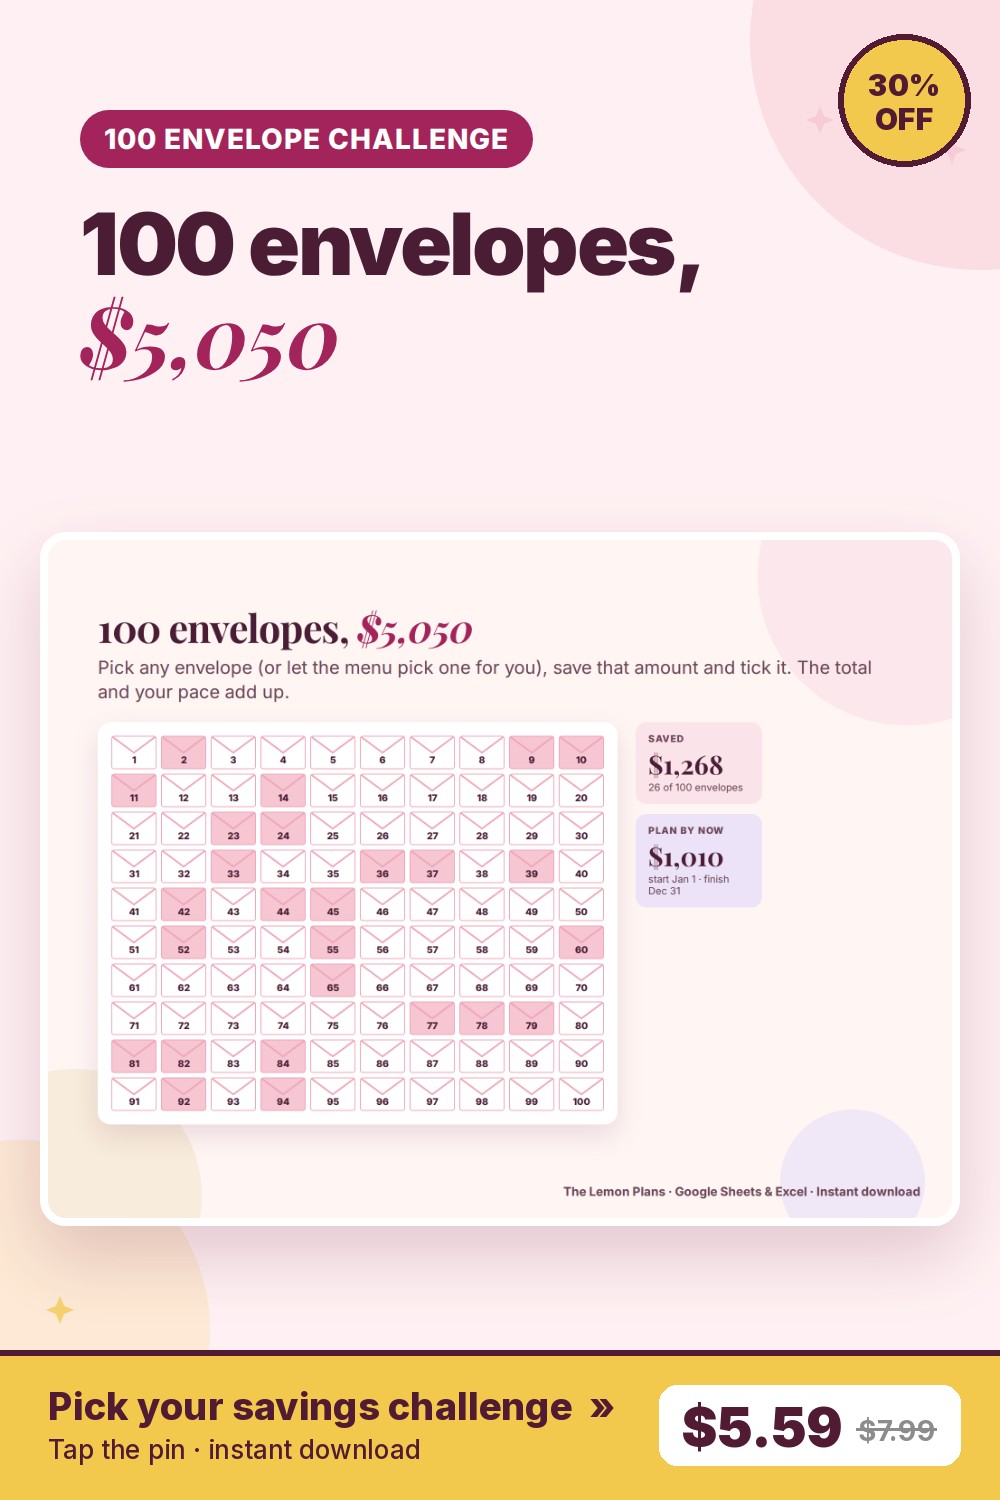 30%
OFF
100 ENVELOPE CHALLENGE
100 envelopes,
$5,050
100 envelopes, $5,050
Pick any envelope (or let the menu pick one for you), save that amount and tick it. The total
and your pace add up.
1 2 3 4 5 6 7 8 9 10
11 12 13 14 15 16 17 18 19 20
21 22 23 24 25 26 27 28 29 30
31 32 33 34 35 36 37 38 39 40
41 42 43 44 45 46 47 48 49 50
51 52 53 54 55 56 57 58 59 60
61 62 63 64 65 66 67 68 69 70
71 72 73 74 75 76 77 78 79 80
81 82 83 84 85 86 87 88 89 90
91 92 93 94 95 96 97 98 99 100
SAVED
$1,268
26 of 100 envelopes
PLAN BY NOW
$1,010
start Jan 1 · finish
Dec 31
The Lemon Plans · Google Sheets & Excel · Instant download
Pick your savings challenge »
Tap the pin · instant download
$5.59 $7.99